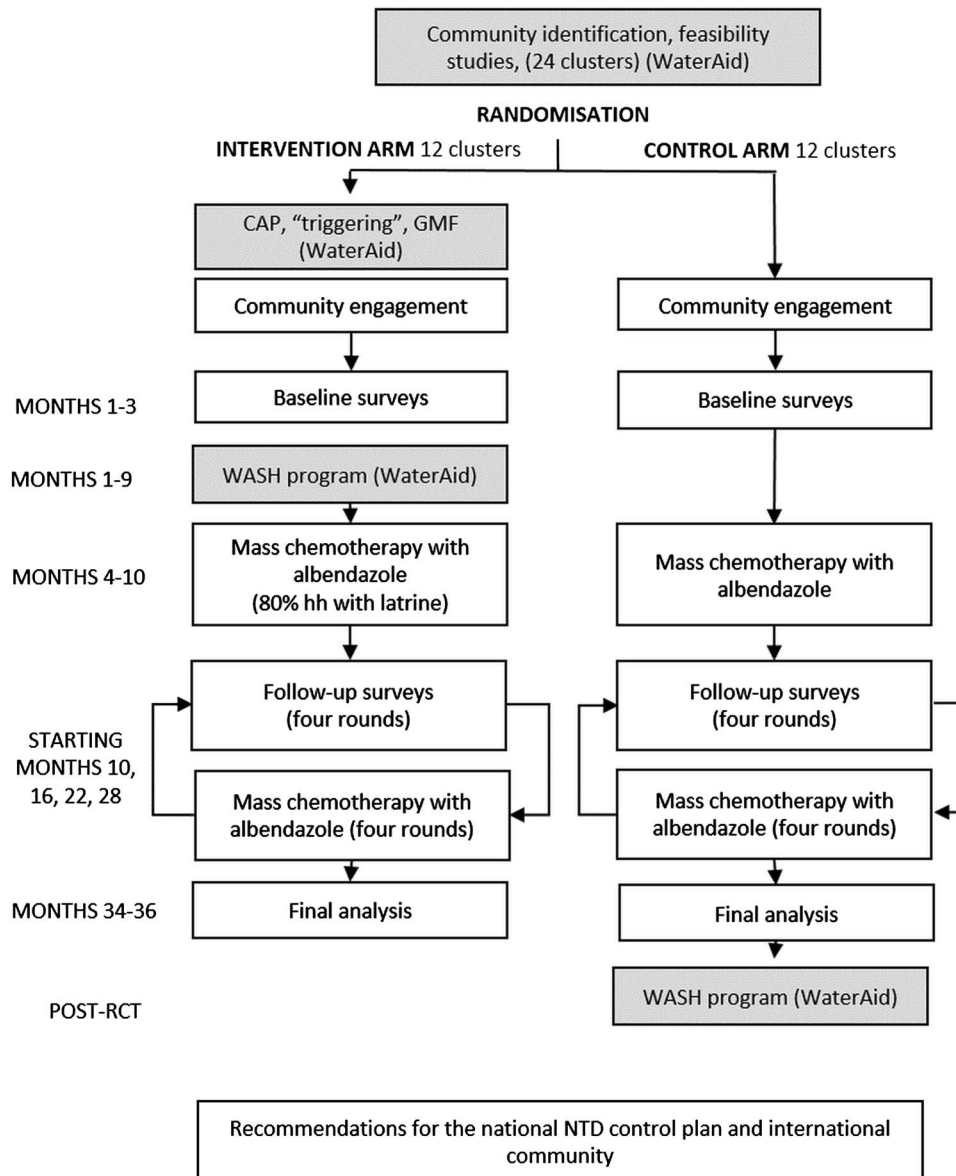 Community identification, feasibility
studies, (24 clusters) (WaterAid)
RANDOMISATION
INTERVENTION ARM 12 clusters
CONTROL ARM 12 clusters
CAP, “triggering”, GMF
(WaterAid)
Community engagement
Community engagement
MONTHS 1-3
Baseline surveys
Baseline surveys
MONTHS 1-9
WASH program (WaterAid)
MONTHS 4-10
Mass chemotherapy with
albendazole
(80% hh with latrine)
Mass chemotherapy with
albendazole
STARTING
MONTHS 10,
16, 22, 28
Follow-up surveys
(four rounds)
Follow-up surveys
(four rounds)
Mass chemotherapy with
albendazole (four rounds)
Mass chemotherapy with
albendazole (four rounds)
MONTHS 34-36
Final analysis
Final analysis
POST-RCT
WASH program (WaterAid)
Recommendations for the national NTD control plan and international
community